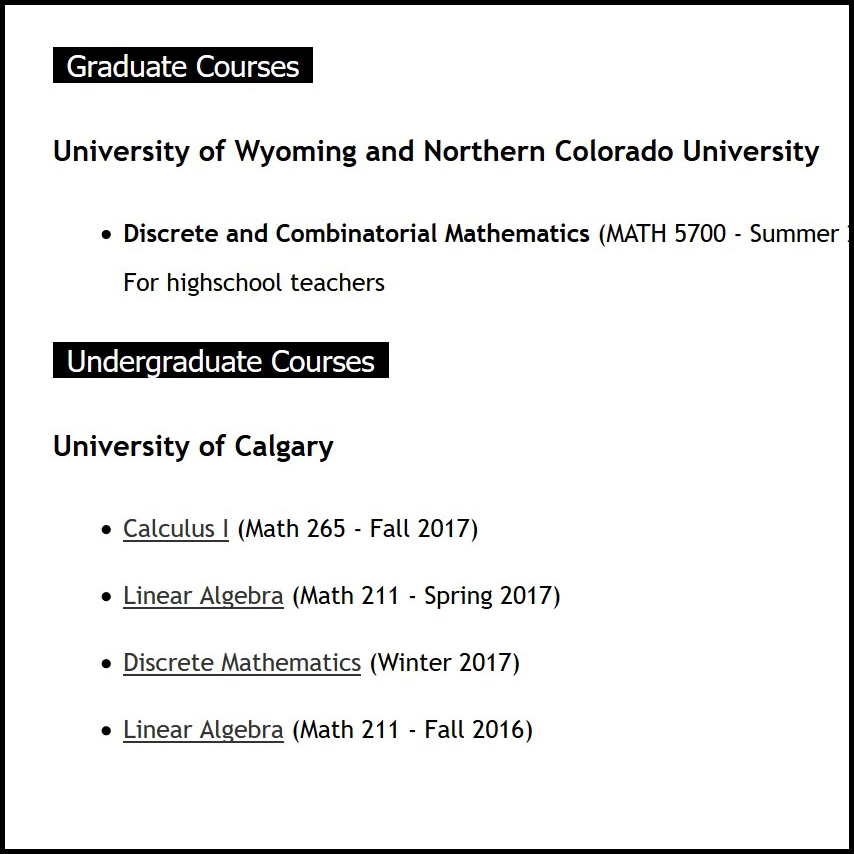 Graduate Courses
University of Wyoming and Northern Colorado University
• Discrete and Combinatorial Mathematics (MATH 5700 - Summer
For highschool teachers
Undergraduate Courses
University of Calgary
• Calculus I (Math 265 - Fall 2017)
• Linear Algebra (Math 211 - Spring 2017)
• Discrete Mathematics (Winter 2017)
• Linear Algebra (Math 211 - Fall 2016)